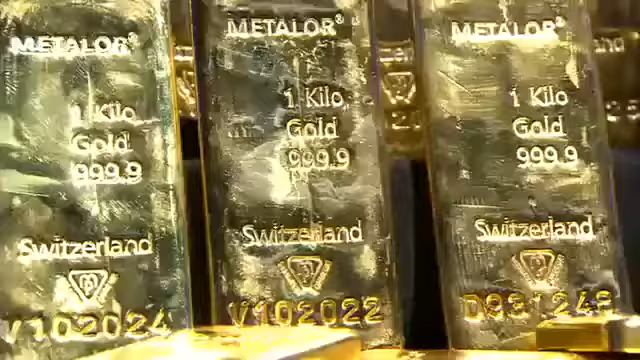 METALOR®
1 Kilo
Gold
999.9
Switzerland
V102024
METALOR®
1 Kilo
Gold
999.9
Switzerland
V102022
METALOR®
1 Kilo
Gold
999.9
Switzerland